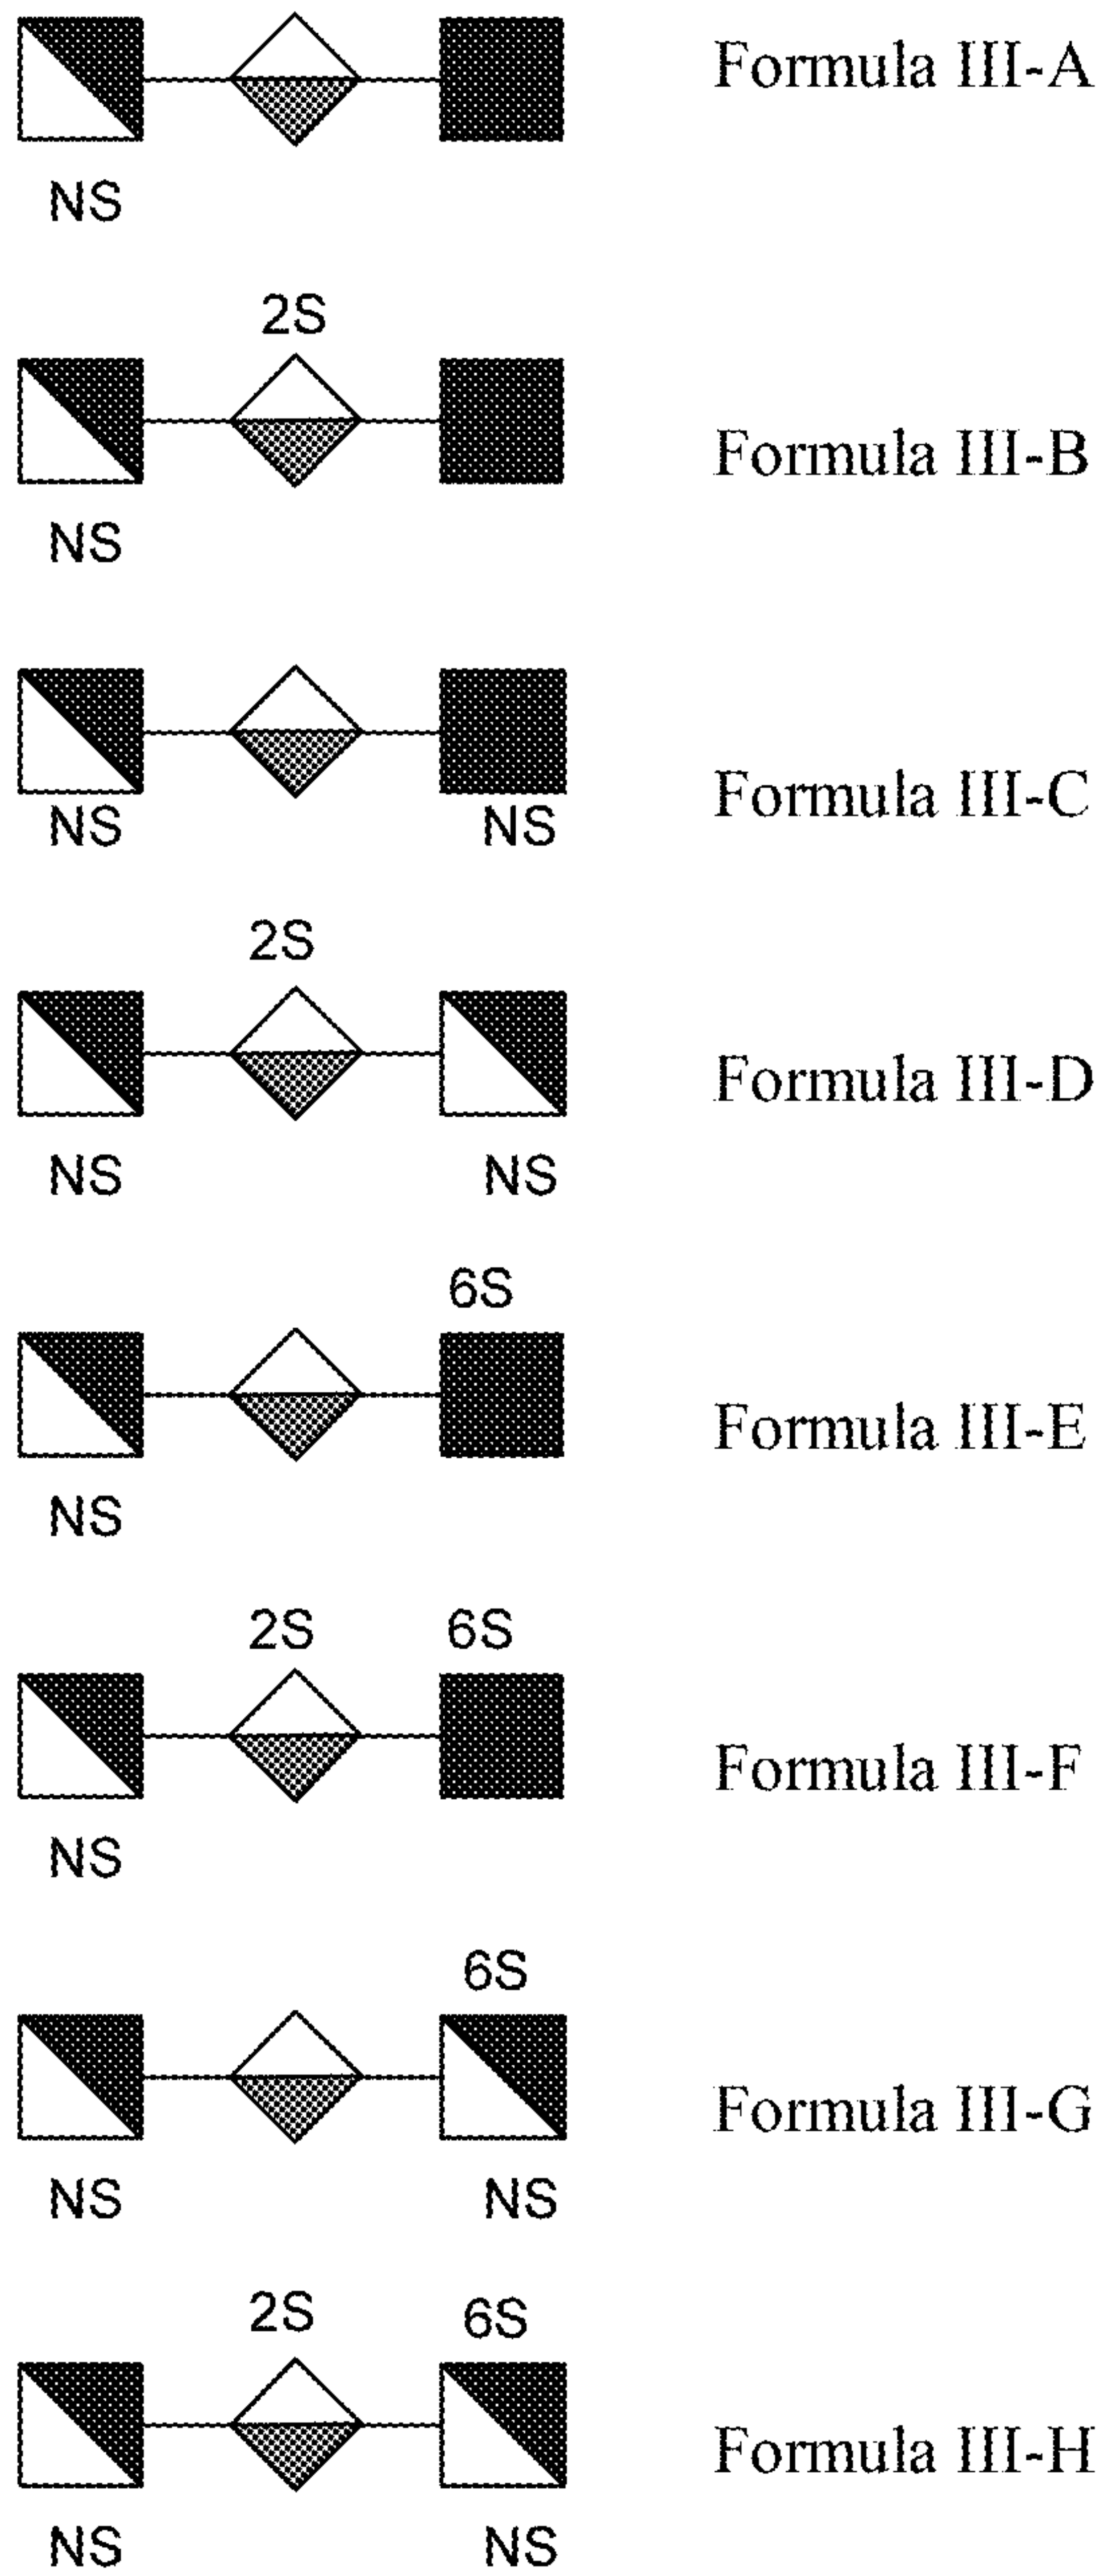 Formula III-A
NS
2S
Formula III-B
NS
Formula III-C
NS NS
2S
Formula III-D
NS NS
6S
Formula III-E
NS
2S 6S
Formula III-F
NS
6S
Formula III-G
NS NS
2S 6S
Formula III-H
NS NS